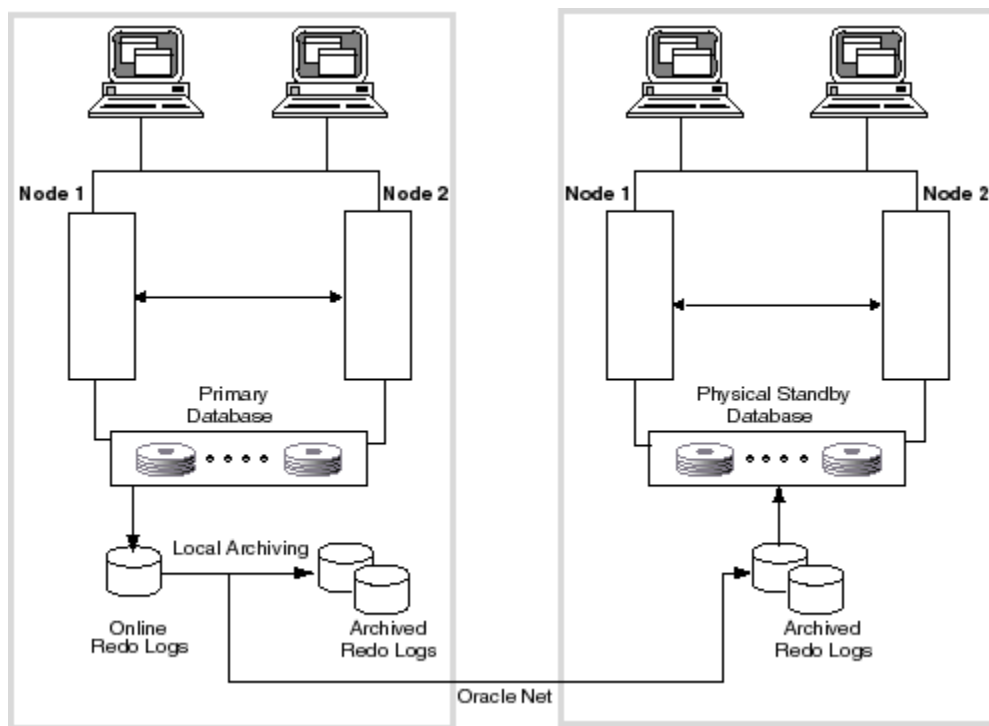 Node 1
Node 2
Primary
Database
Local Archiving
Online
Redo Logs
Archived
Redo Logs
Oracle Net
Node 1
Node 2
Physical Standby
Database
Archived
Redo Logs